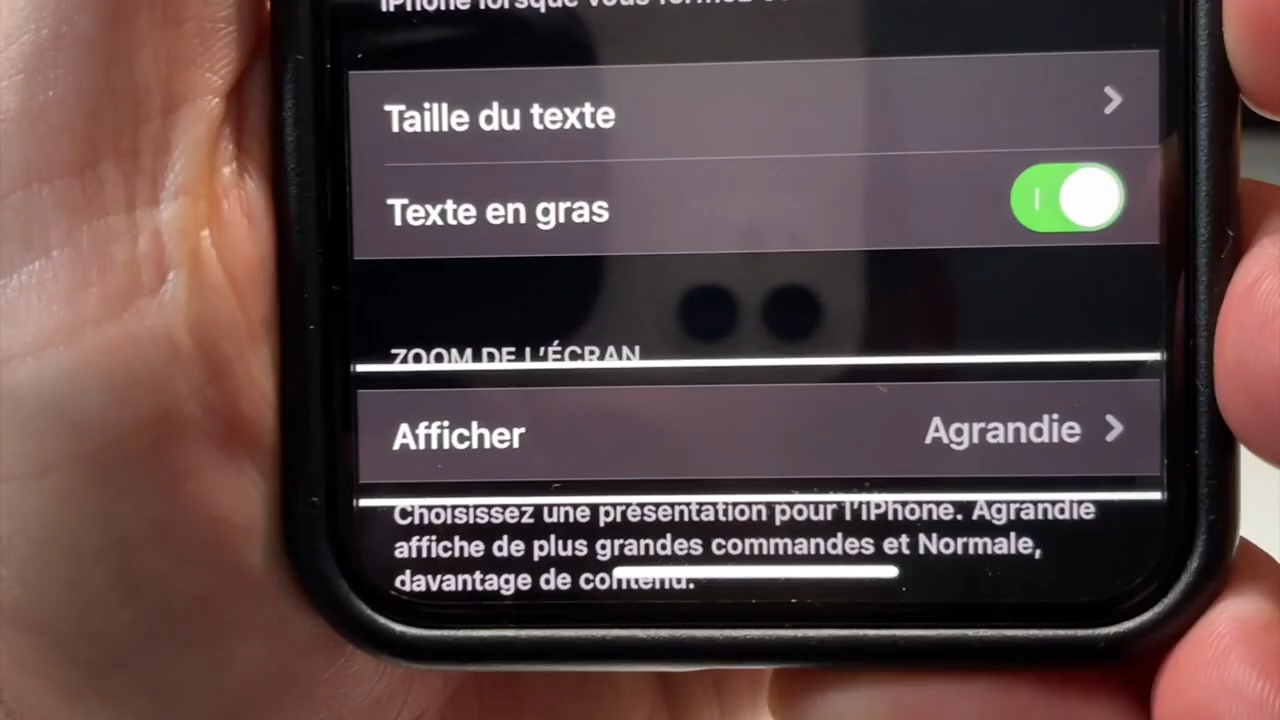 iPhone lorsque vous
Taille du texte
Texte en gras
ZOOM DE L'ÉCRAN
Afficher
Agrandie
Choisissez une présentation pour l'iPhone. Agrandie
affiche de plus grandes commandes et Normale,
davantage de contenu.